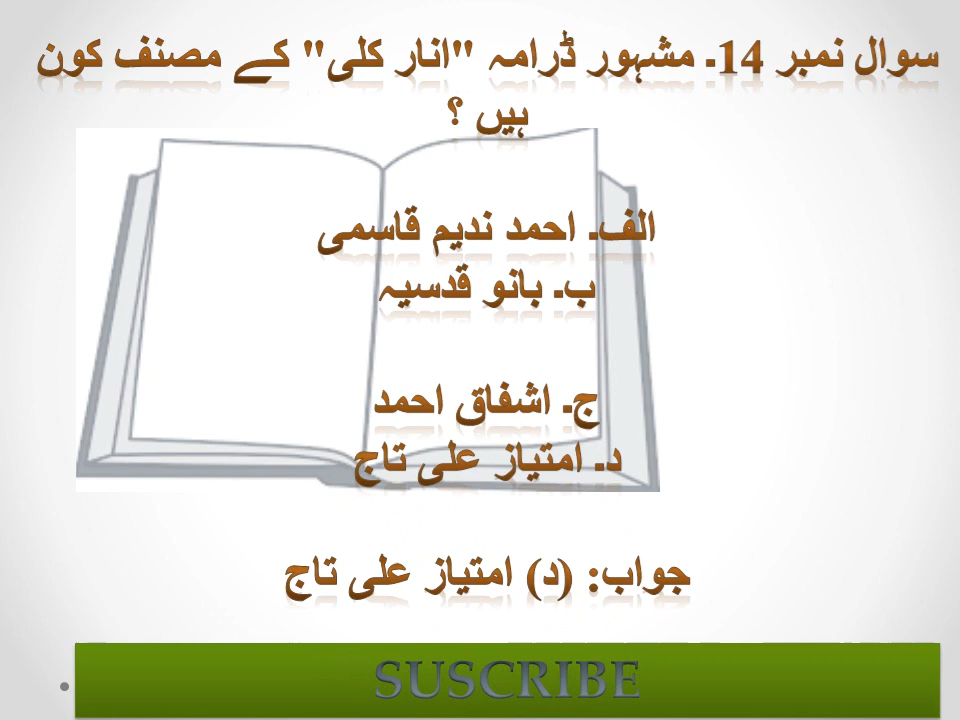 سوال نمبر 14۔ مشہور ڈرامہ "انار کلی" کے مصنف کون
ہیں ؟
الف۔ احمد ندیم قاسمی
ب۔ بانو قدسیہ
ج۔ اشفاق احمد
د۔ امتیاز علی تاج
جواب: (د) امتیاز علی تاج
SUSCRIBE